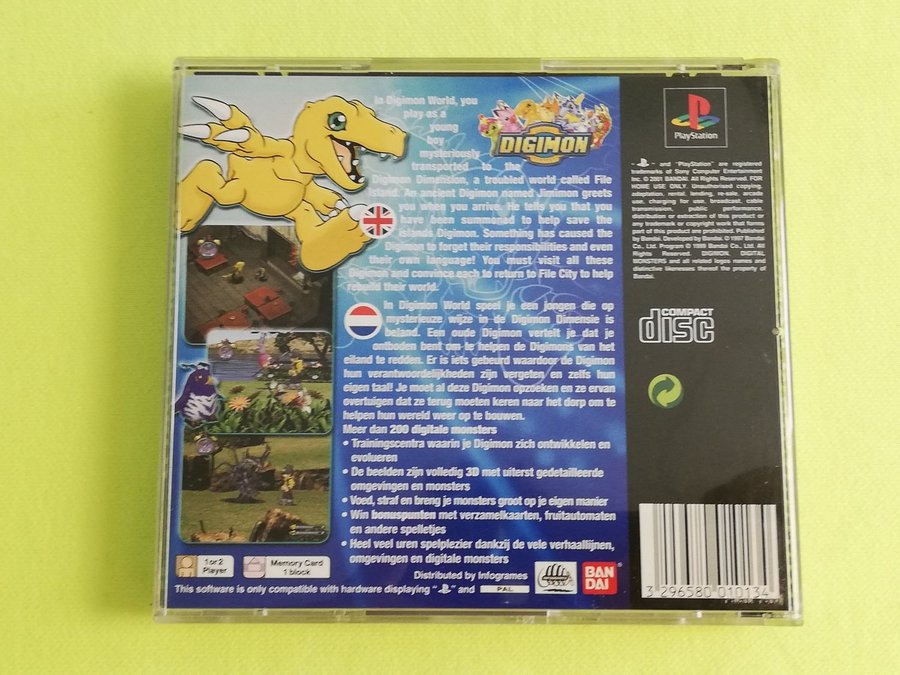 In Digimon World, you
play as a
young
boy
mysteriously
transported to the
Digimon Dimension, a troubled world called File
Island. An ancient Digimon named Jijimon greets
you when you arrive. He tells you that you
have been summoned to help save the
islands Digimon. Something has caused the
Digimon to forget their responsibilities and even
their own language! You must visit all these
Digimon and convince each to return to File City to help
rebuild their world.
In Digimon World speel je een jongen die op
mysterieuze wijze in de Digimon Dimensie is
beland. Een oude Digimon vertelt je dat je
ontboden bent om te helpen de Digimons van het
eiland te redden. Er is iets gebeurd waardoor de Digimon
hun verantwoordelijkheden zijn vergeten en zelfs hun
eigen taal! Je moet al deze Digimon opzoeken en ze ervan
overtuigen dat ze terug moeten keren naar het dorp om te
helpen hun wereld weer op te bouwen.
Meer dan 200 digitale monsters
• Trainingscentra waarin je Digimon zich ontwikkelen en
evolueren
• De beelden zijn volledig 3D met uiterst gedetailleerde
omgevingen en monsters
• Voed, straf en breng je monsters groot op je eigen manier
• Win bonuspunten met verzamelkaarten, fruitautomaten
en andere spelletjes
• Heel veel uren spelplezier dankzij de vele verhaallijnen,
omgevingen en digitale monsters
1 or 2
Player
Memory Card
1 block
Distributed by Infogrames
BAN
DAI
This software is only compatible with hardware displaying " " and PAL
DIGIMON
PlayStation
" " and "PlayStation" are registered
trademarks of Sony Computer Entertainment
Inc. © 2001 BANDAI. All Rights Reserved. FOR
HOME USE ONLY. Unauthorised copying,
adaptation, rental, lending, re-sale, arcade
use, charging for use, broadcast, cable
transmission, public performance,
distribution or extraction of this product or
any trademark or copyright work that forms
part of this product are prohibited. Published
by Bandai. Developed by Bandai. © 1997 Bandai
Co., Ltd. Program © 1999 Bandai Co., Ltd. All
Rights Reserved. DIGIMON, DIGITAL
MONSTERS and all related logos names and
distinctive likenesses thereof the property of
Bandai.
COMPACT
disc
3 296580 010134